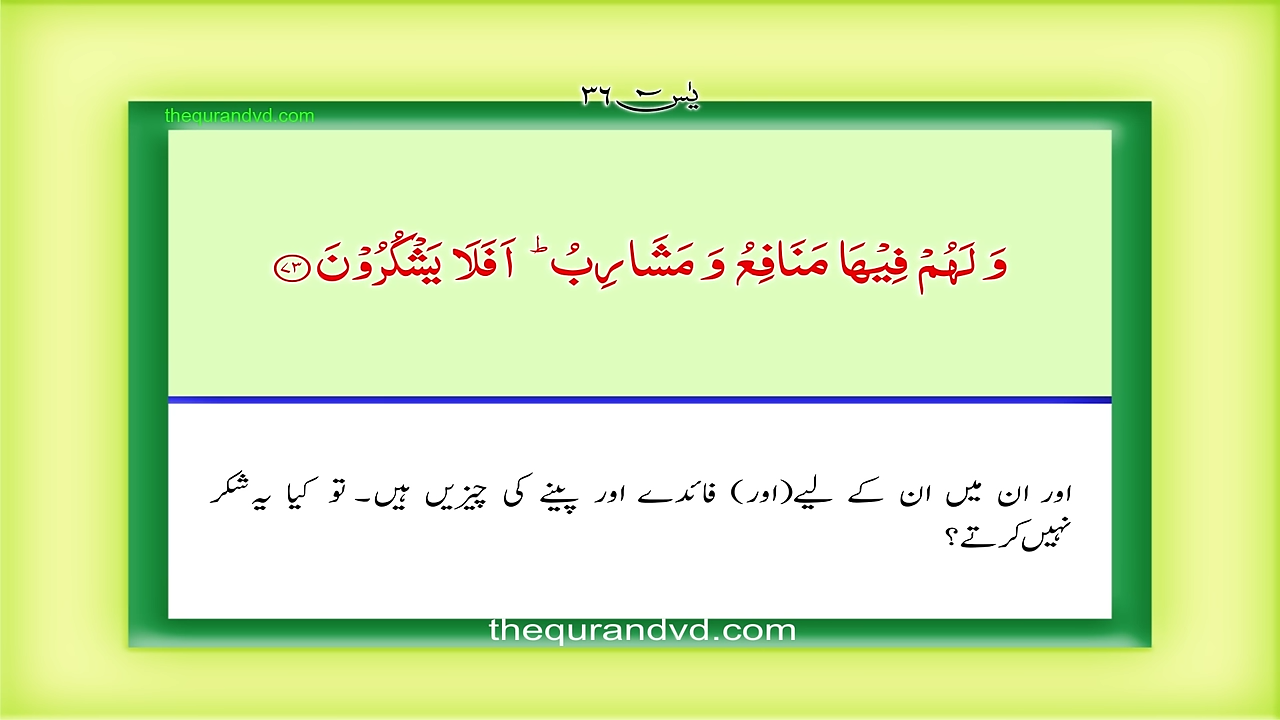 يٰسٓ ٣٦
thequrandvd.com
وَ لَهُمْ فِيْهَا مَنَافِعُ وَ مَشَارِبُ ؕ اَفَلَا يَشْكُرُوْنَ ﴿۷۳﴾
اور ان میں ان کے لیے(اور) فائدے اور پینے کی چیزیں ہیں۔ تو کیا یہ شکر
نہیں کرتے؟
thequrandvd.com